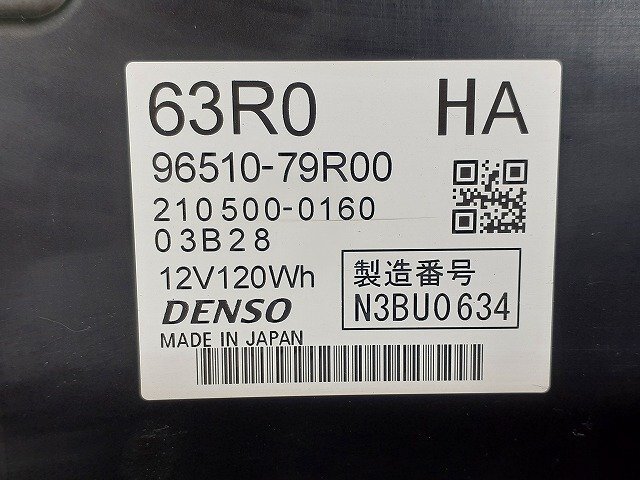 63R0 HA
96510-79R00
210500-0160
03B28
12V120Wh
DENSO
MADE IN JAPAN
製造番号
N3BU0634